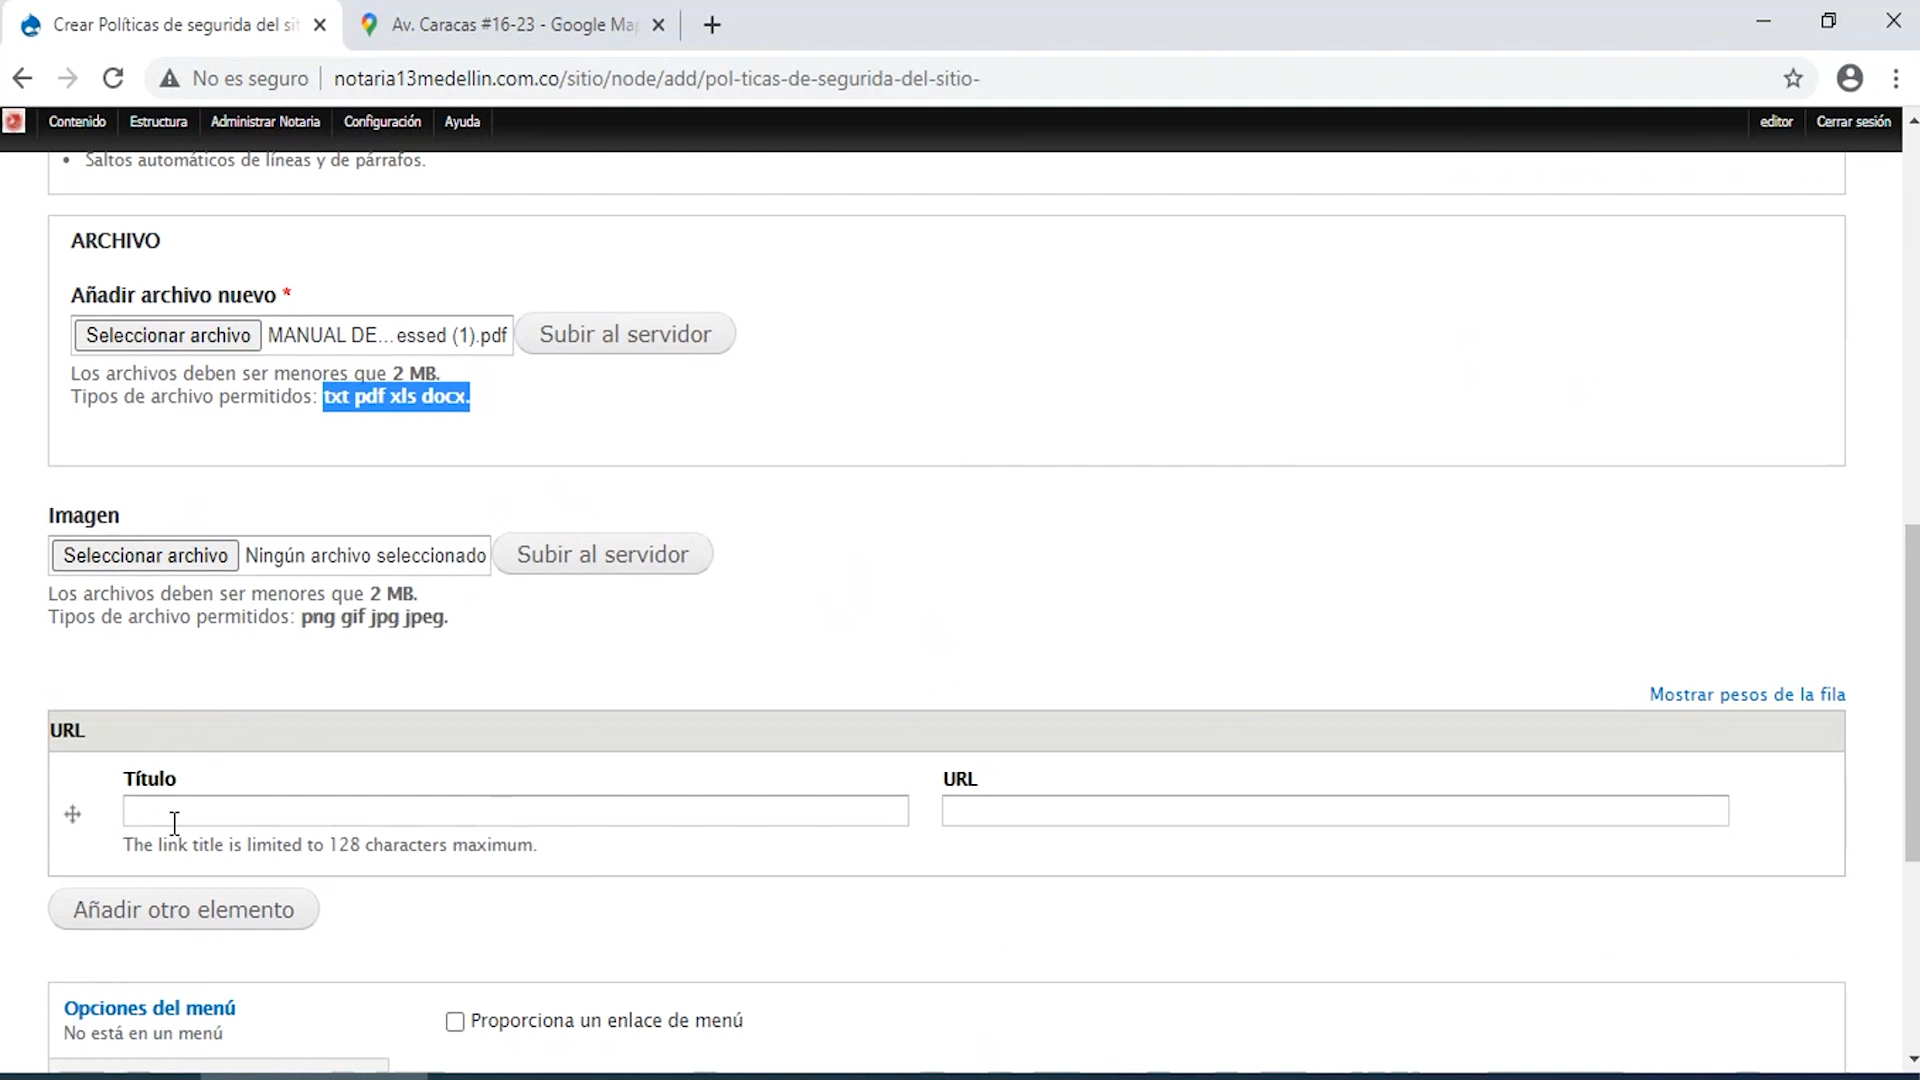 Crear Políticas de segurida del sit
Av. Caracas #16-23 - Google Map
No es seguro
notaria13medellin.com.co/sitio/node/add/pol-ticas-de-segurida-del-sitio-
Contenido
Estructura
Administrar Notaria
Configuración
Ayuda
editor
Cerrar sesión
Saltos automáticos de líneas y de párrafos.
ARCHIVO
Añadir archivo nuevo *
Seleccionar archivo MANUAL DE...essed (1).pdf Subir al servidor
Los archivos deben ser menores que 2 MB.
Tipos de archivo permitidos: txt pdf xls docx.
Imagen
Seleccionar archivo Ningún archivo seleccionado Subir al servidor
Los archivos deben ser menores que 2 MB.
Tipos de archivo permitidos: png gif jpg jpeg.
Mostrar pesos de la fila
URL
Título
URL
The link title is limited to 128 characters maximum.
Añadir otro elemento
Opciones del menú
No está en un menú
Proporciona un enlace de menú